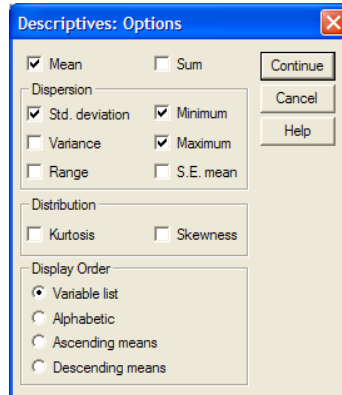 Descriptives: Options
Mean Sum Continue
Dispersion Cancel
Std. deviation Minimum Help
Variance Maximum
Range S.E. mean
Distribution
Kurtosis Skewness
Display Order
Variable list
Alphabetic
Ascending means
Descending means